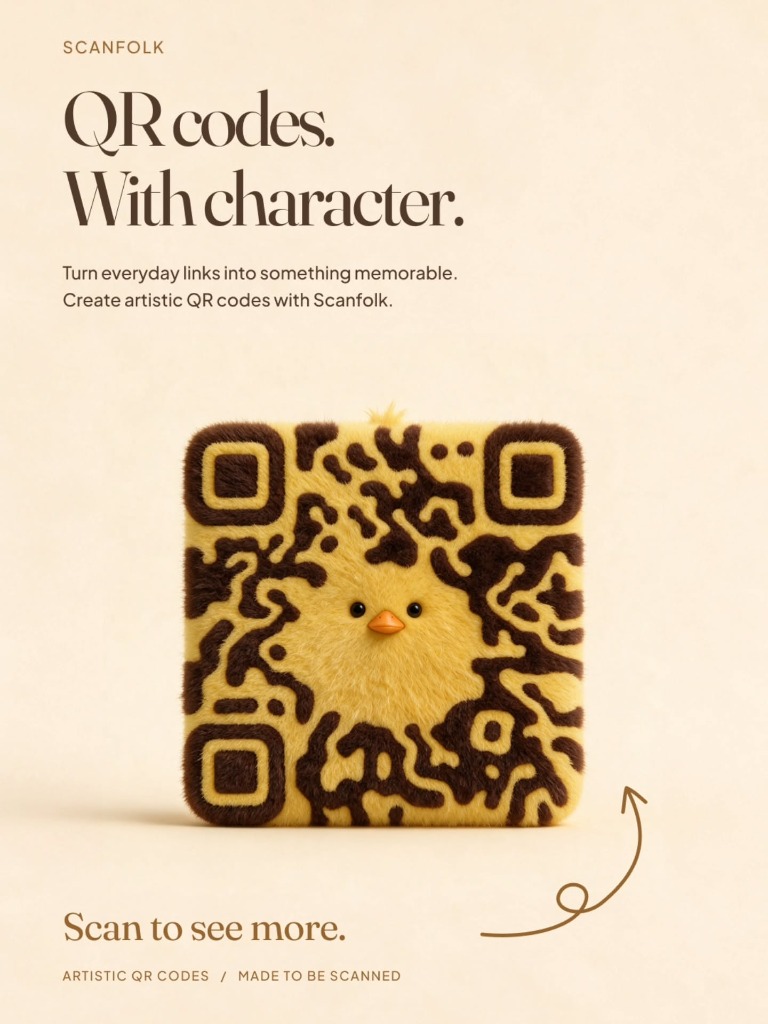 SCANFOLK
QR codes.
With character.
Turn everyday links into something memorable.
Create artistic QR codes with Scanfolk.
Scan to see more.
ARTISTIC QR CODES / MADE TO BE SCANNED